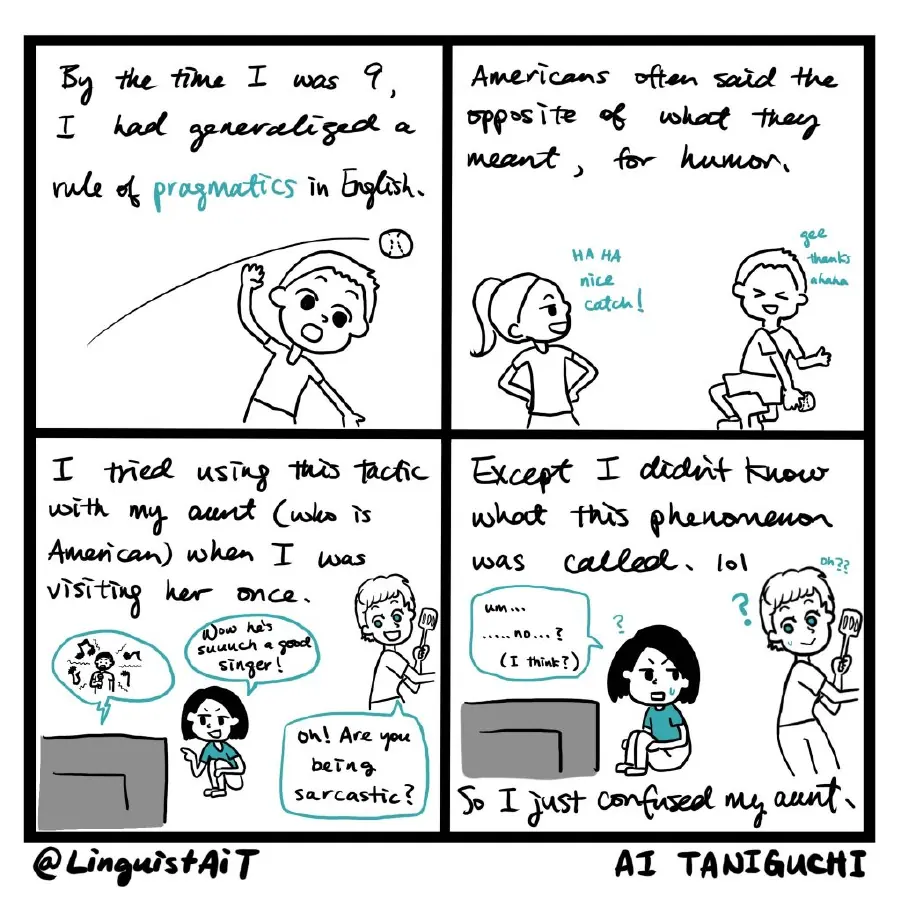 By the time I was 9,
I had generalized a
rule of pragmatics in English.
Americans often said the
opposite of what they
meant, for humor.
HA HA
nice
catch!
gee
thanks
ahaha
I tried using this tactic
with my aunt (who is
American) when I was
visiting her once.
Wow he's
suuuch a good
singer!
oh! Are you
being
sarcastic?
Except I didn't know
what this phenomenon
was called. lol
um...
.....no...?
(I think?)
?
?
oh??
So I just confused my aunt.
@LinguistAiT
AI TANIGUCHI